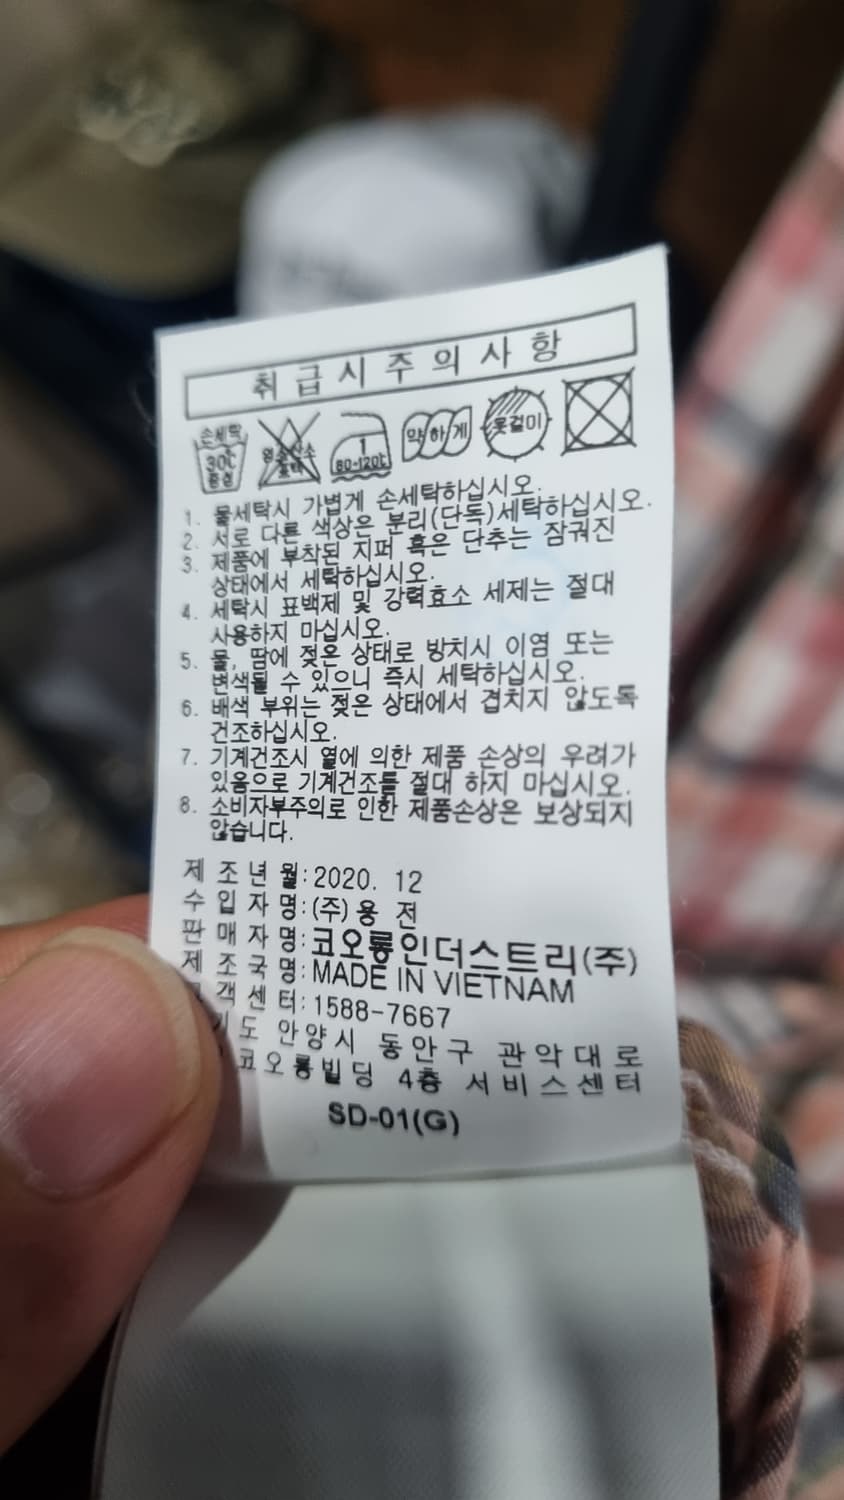 취급시주의사항
손세탁
30℃
중성
염소산소
표백
1
80-120℃
약하게
옷걸이
1. 물세탁시 가볍게 손세탁하십시오.
2. 서로 다른 색상은 분리(단독)세탁하십시오.
3. 제품에 부착된 지퍼 혹은 단추는 잠궈진
상태에서 세탁하십시오.
4. 세탁시 표백제 및 강력효소 세제는 절대
사용하지 마십시오.
5. 물, 땀에 젖은 상태로 방치시 이염 또는
변색될 수 있으니 즉시 세탁하십시오.
6. 배색 부위는 젖은 상태에서 겹치지 않도록
건조하십시오.
7. 기계건조시 열에 의한 제품 손상의 우려가
있음으로 기계건조를 절대 하지 마십시오.
8. 소비자부주의로 인한 제품손상은 보상되지
않습니다.
제조년월:2020. 12
수입자명:(주)용 전
판매자명:코오롱인더스트리(주)
제조국명:MADE IN VIETNAM
고객센터:1588-7667
기도 안양시 동안구 관악대로
코오롱빌딩 4층 서비스센터
SD-01(G)